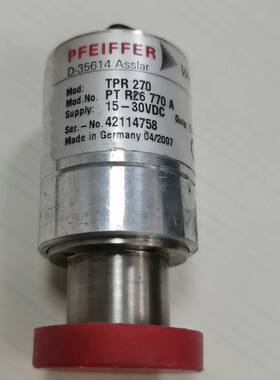 PFEIFFER
D-35614 Asslar
Mod: TPR 270
Mod.No. PT R26 770 A
Supply: 15-30VDC
Ser.-No. 42114758
Made in Germany 04/2007